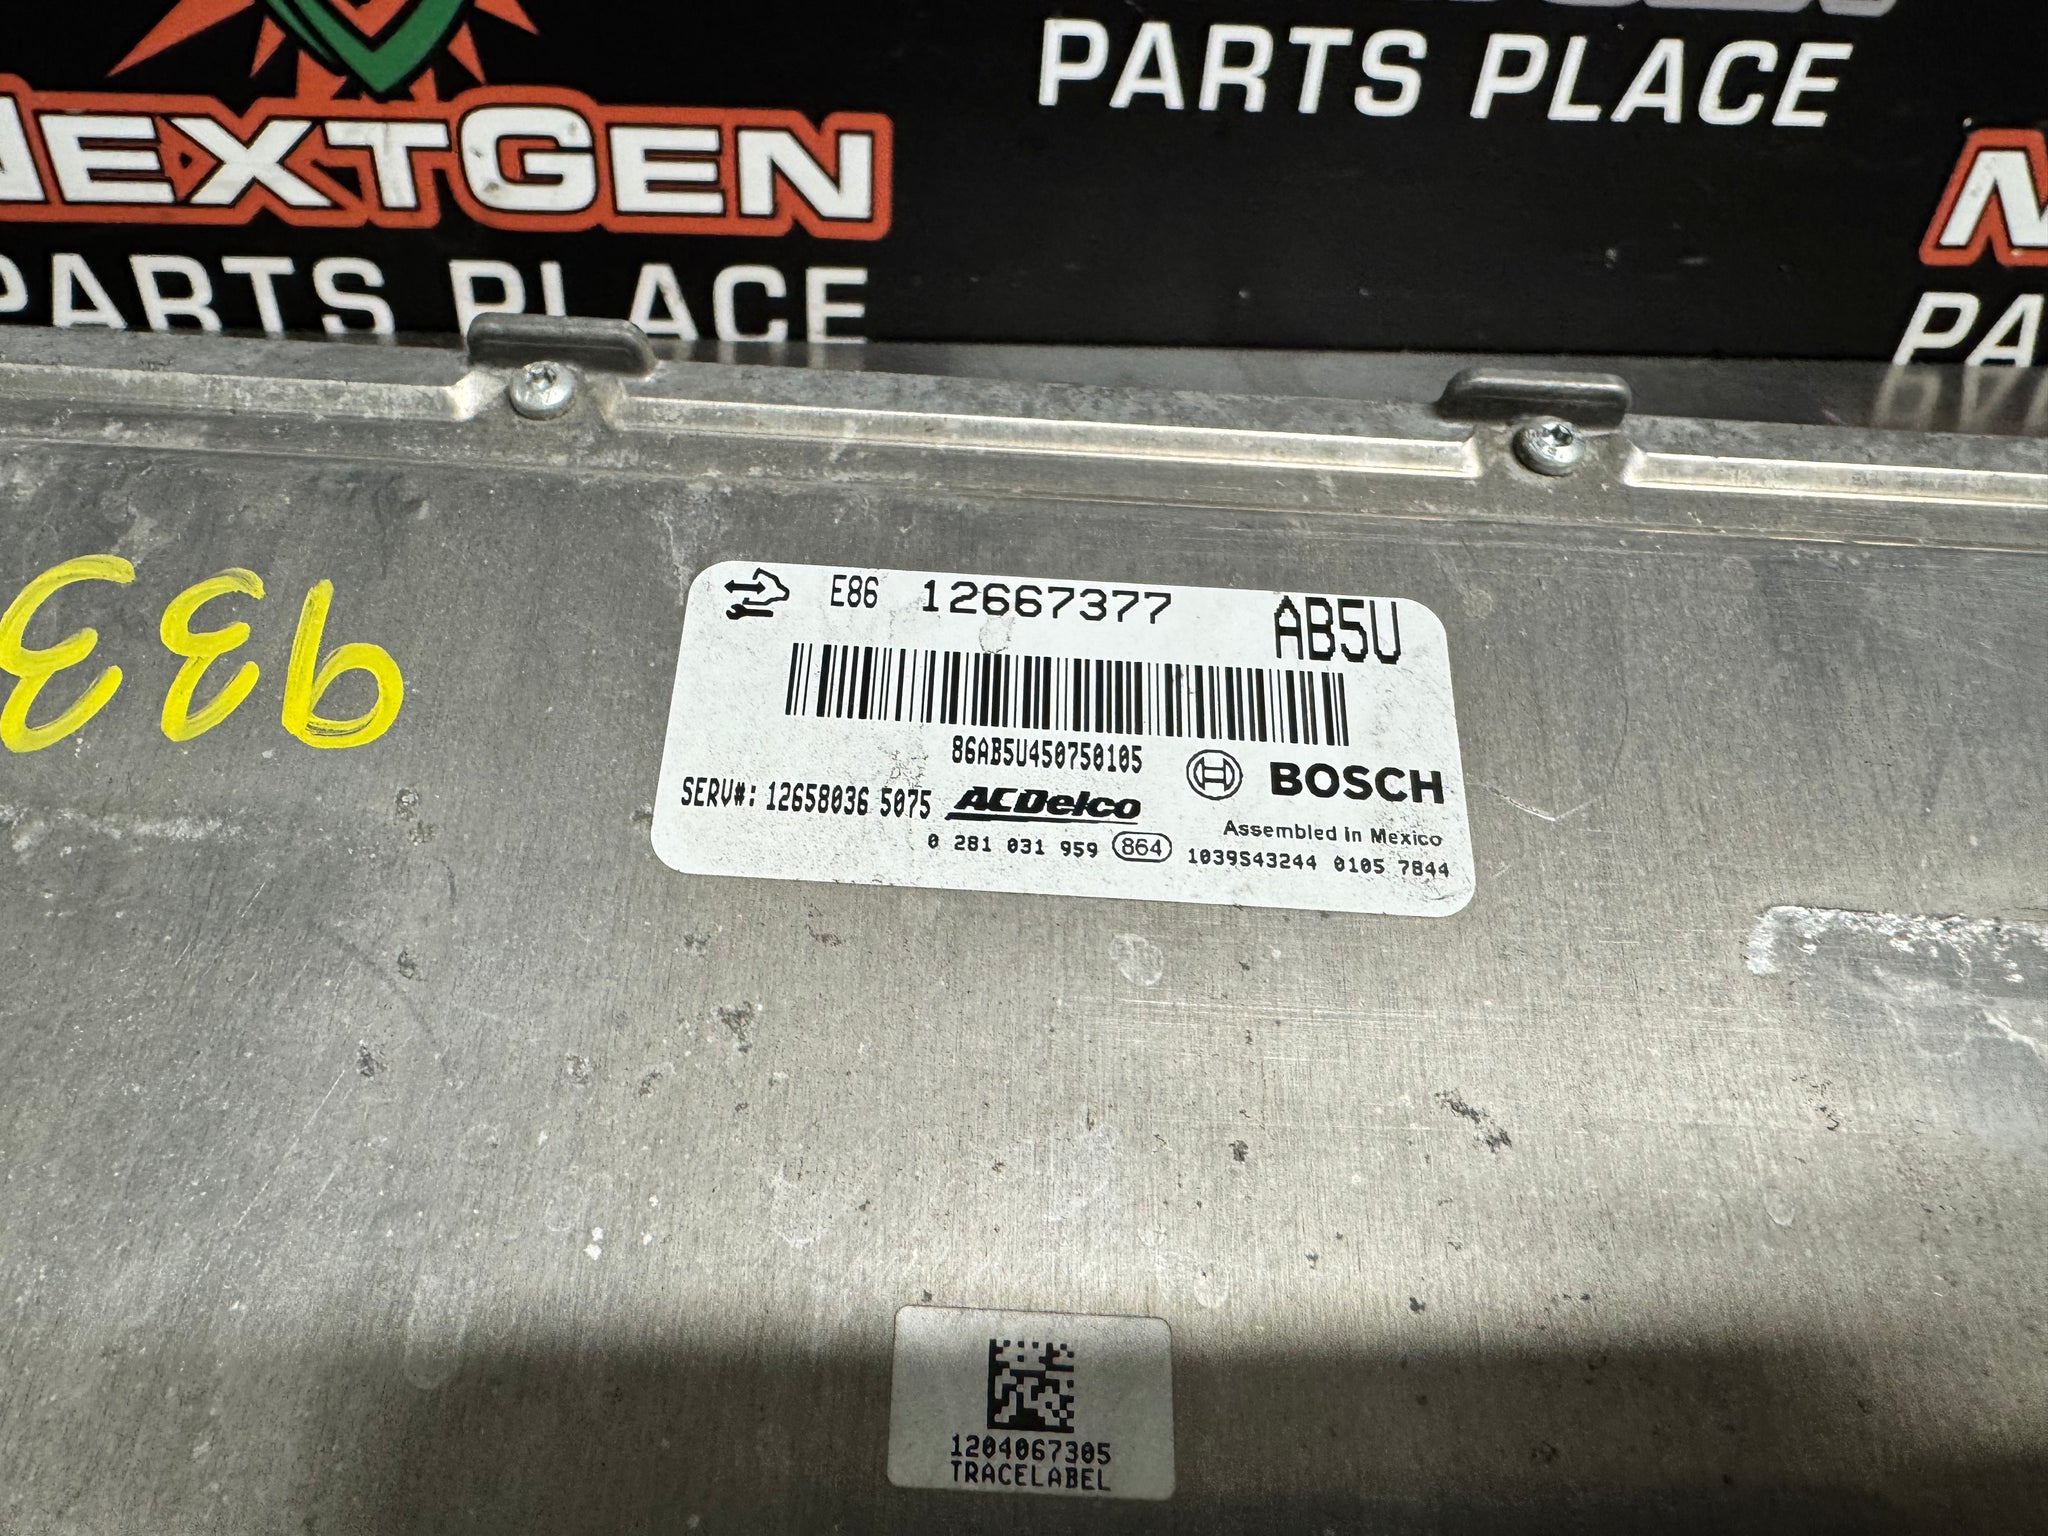 PARTS PLACE
NEXTGEN
PARTS PLACE
PA
933
E86 12667377 AB5U
86AB5U450750105
SERV#: 12658036 5075 ACDelco BOSCH
Assembled in Mexico
0 281 031 959 864 1039S43244 0105 7844
1204067305
TRACELABEL